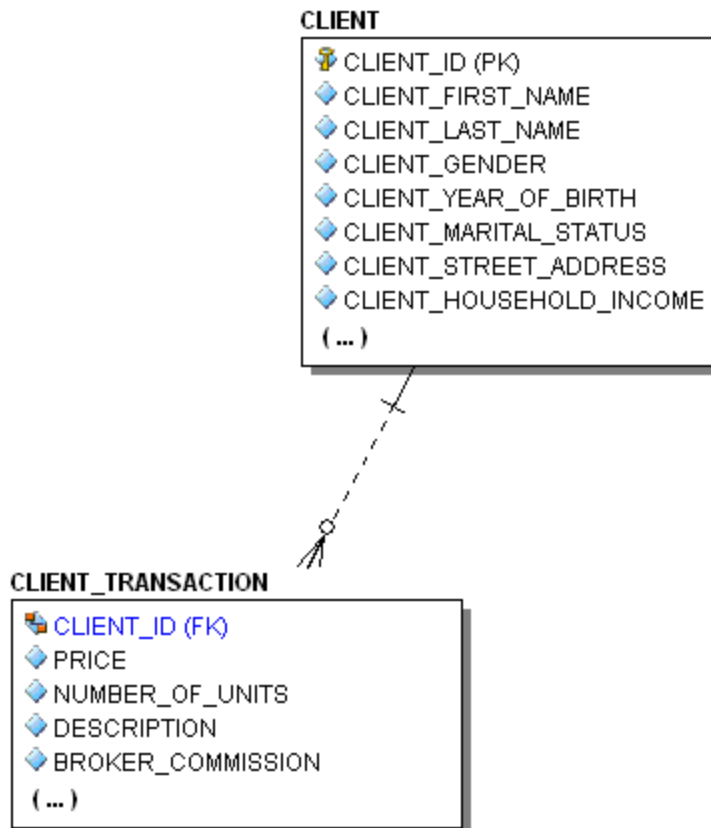 CLIENT
CLIENT_ID (PK)
CLIENT_FIRST_NAME
CLIENT_LAST_NAME
CLIENT_GENDER
CLIENT_YEAR_OF_BIRTH
CLIENT_MARITAL_STATUS
CLIENT_STREET_ADDRESS
CLIENT_HOUSEHOLD_INCOME
(...)
CLIENT_TRANSACTION
CLIENT_ID (FK)
PRICE
NUMBER_OF_UNITS
DESCRIPTION
BROKER_COMMISSION
(...)